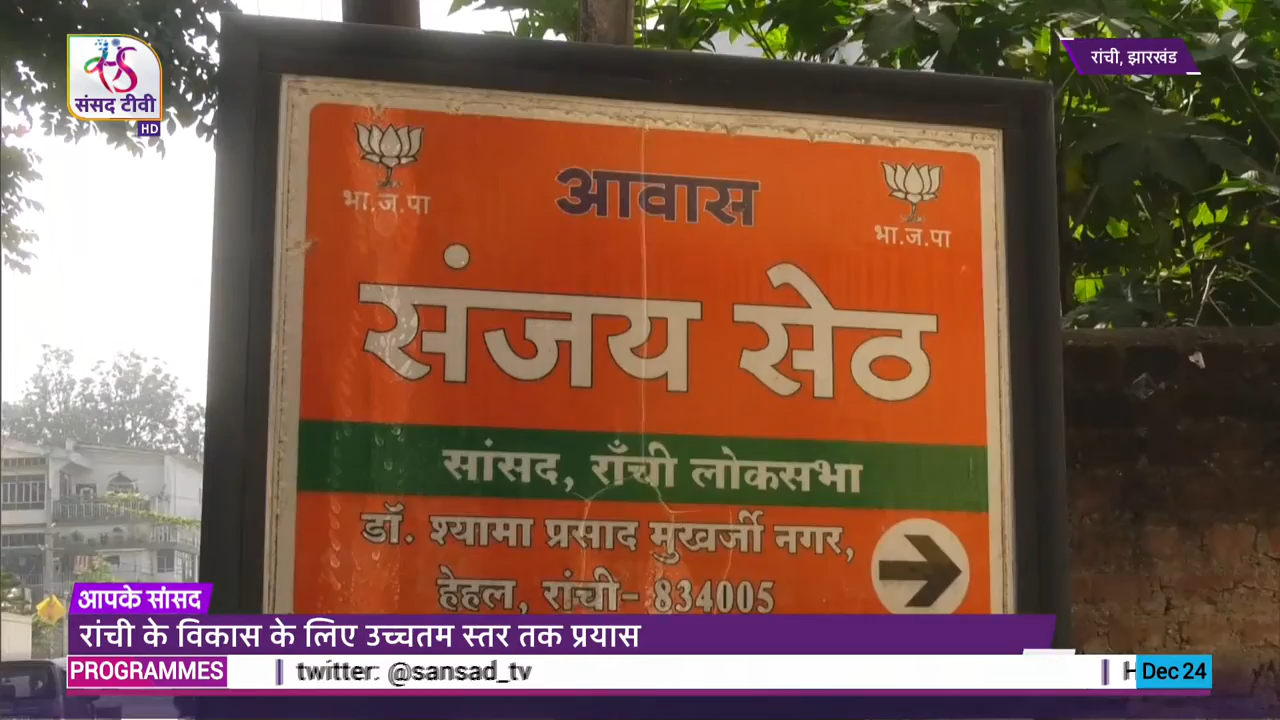 संसद टीवी
HD
रांची, झारखंड
भा.ज.पा
आवास
भा.ज.पा
संजय सेठ
सांसद, राँची लोकसभा
डॉ. श्यामा प्रसाद मुखर्जी नगर,
हेहल, रांची- 834005
आपके सांसद
रांची के विकास के लिए उच्चतम स्तर तक प्रयास
PROGRAMMES | twitter: @sansad_tv | Dec 24